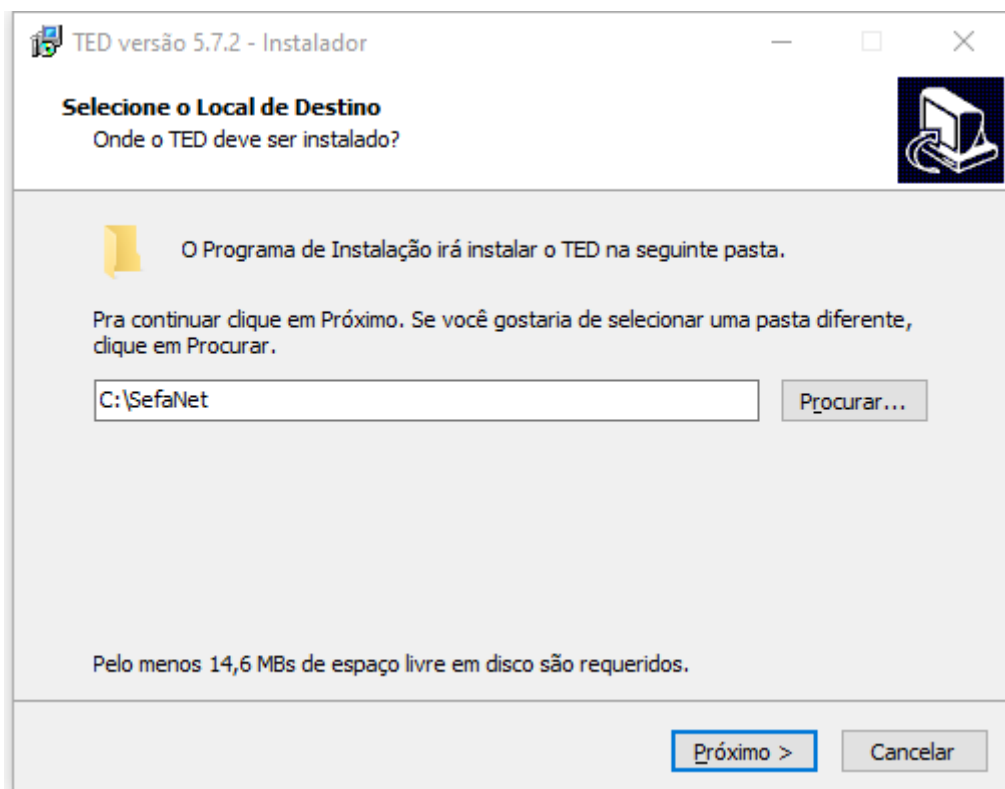 TED versão 5.7.2 - Instalador
Selecione o Local de Destino
Onde o TED deve ser instalado?
O Programa de Instalação irá instalar o TED na seguinte pasta.
Pra continuar clique em Próximo. Se você gostaria de selecionar uma pasta diferente,
clique em Procurar.
C:\SefaNet
Procurar...
Pelo menos 14,6 MBs de espaço livre em disco são requeridos.
Próximo >
Cancelar